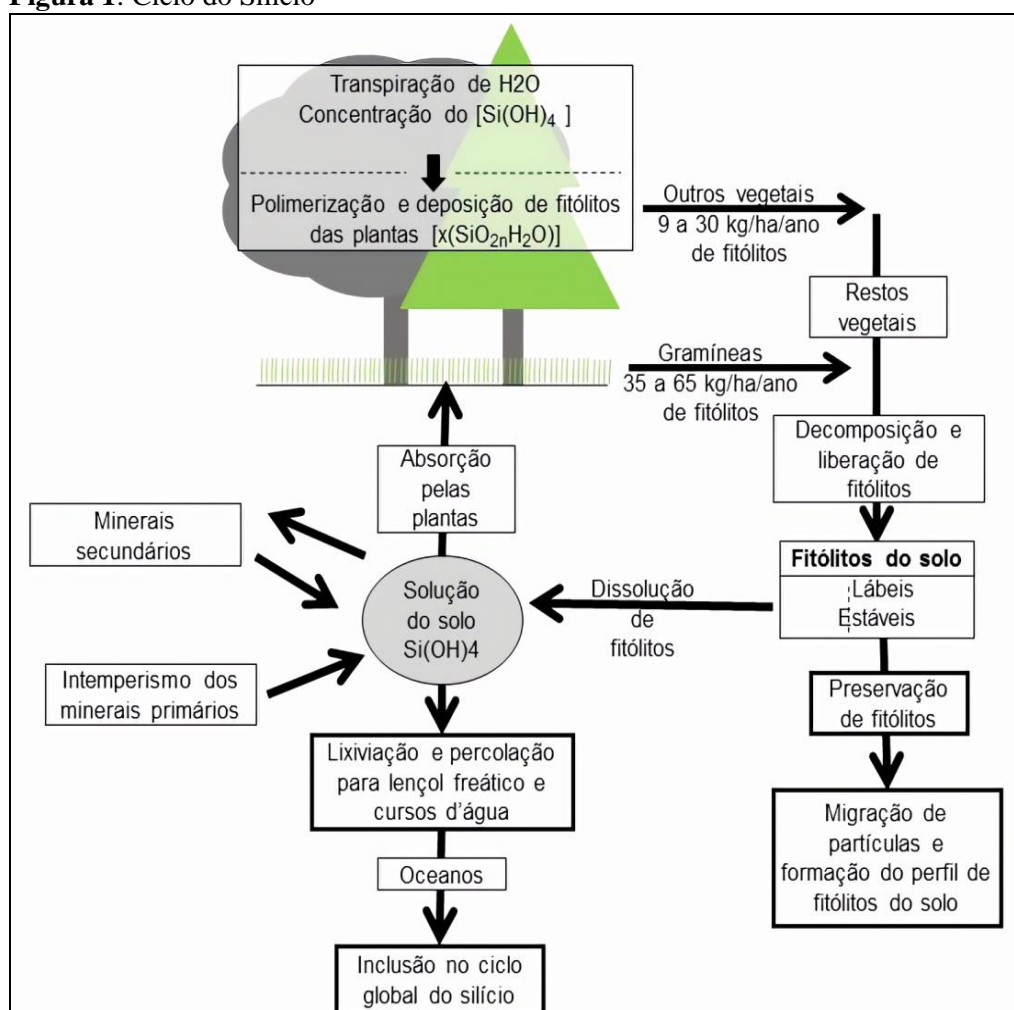 Figura 1. Ciclo do Silício
Transpiração de H2O
Concentração do [Si(OH)4 ]
Polimerização e deposição de fitólitos
das plantas [x(SiO2nH2O)]
Outros vegetais
9 a 30 kg/ha/ano
de fitólitos
Restos
vegetais
Gramíneas
35 a 65 kg/ha/ano
de fitólitos
Decomposição e
liberação de
fitólitos
Absorção
pelas
plantas
Minerais
secundários
Fitólitos do solo
Lábeis
Estáveis
Solução
do solo
Si(OH)4
Dissolução
de
fitólitos
Intemperismo dos
minerais primários
Preservação
de fitólitos
Lixiviação e percolação
para lençol freático e
cursos d'água
Migração de
partículas e
formação do perfil de
fitólitos do solo
Oceanos
Inclusão no ciclo
global do silício